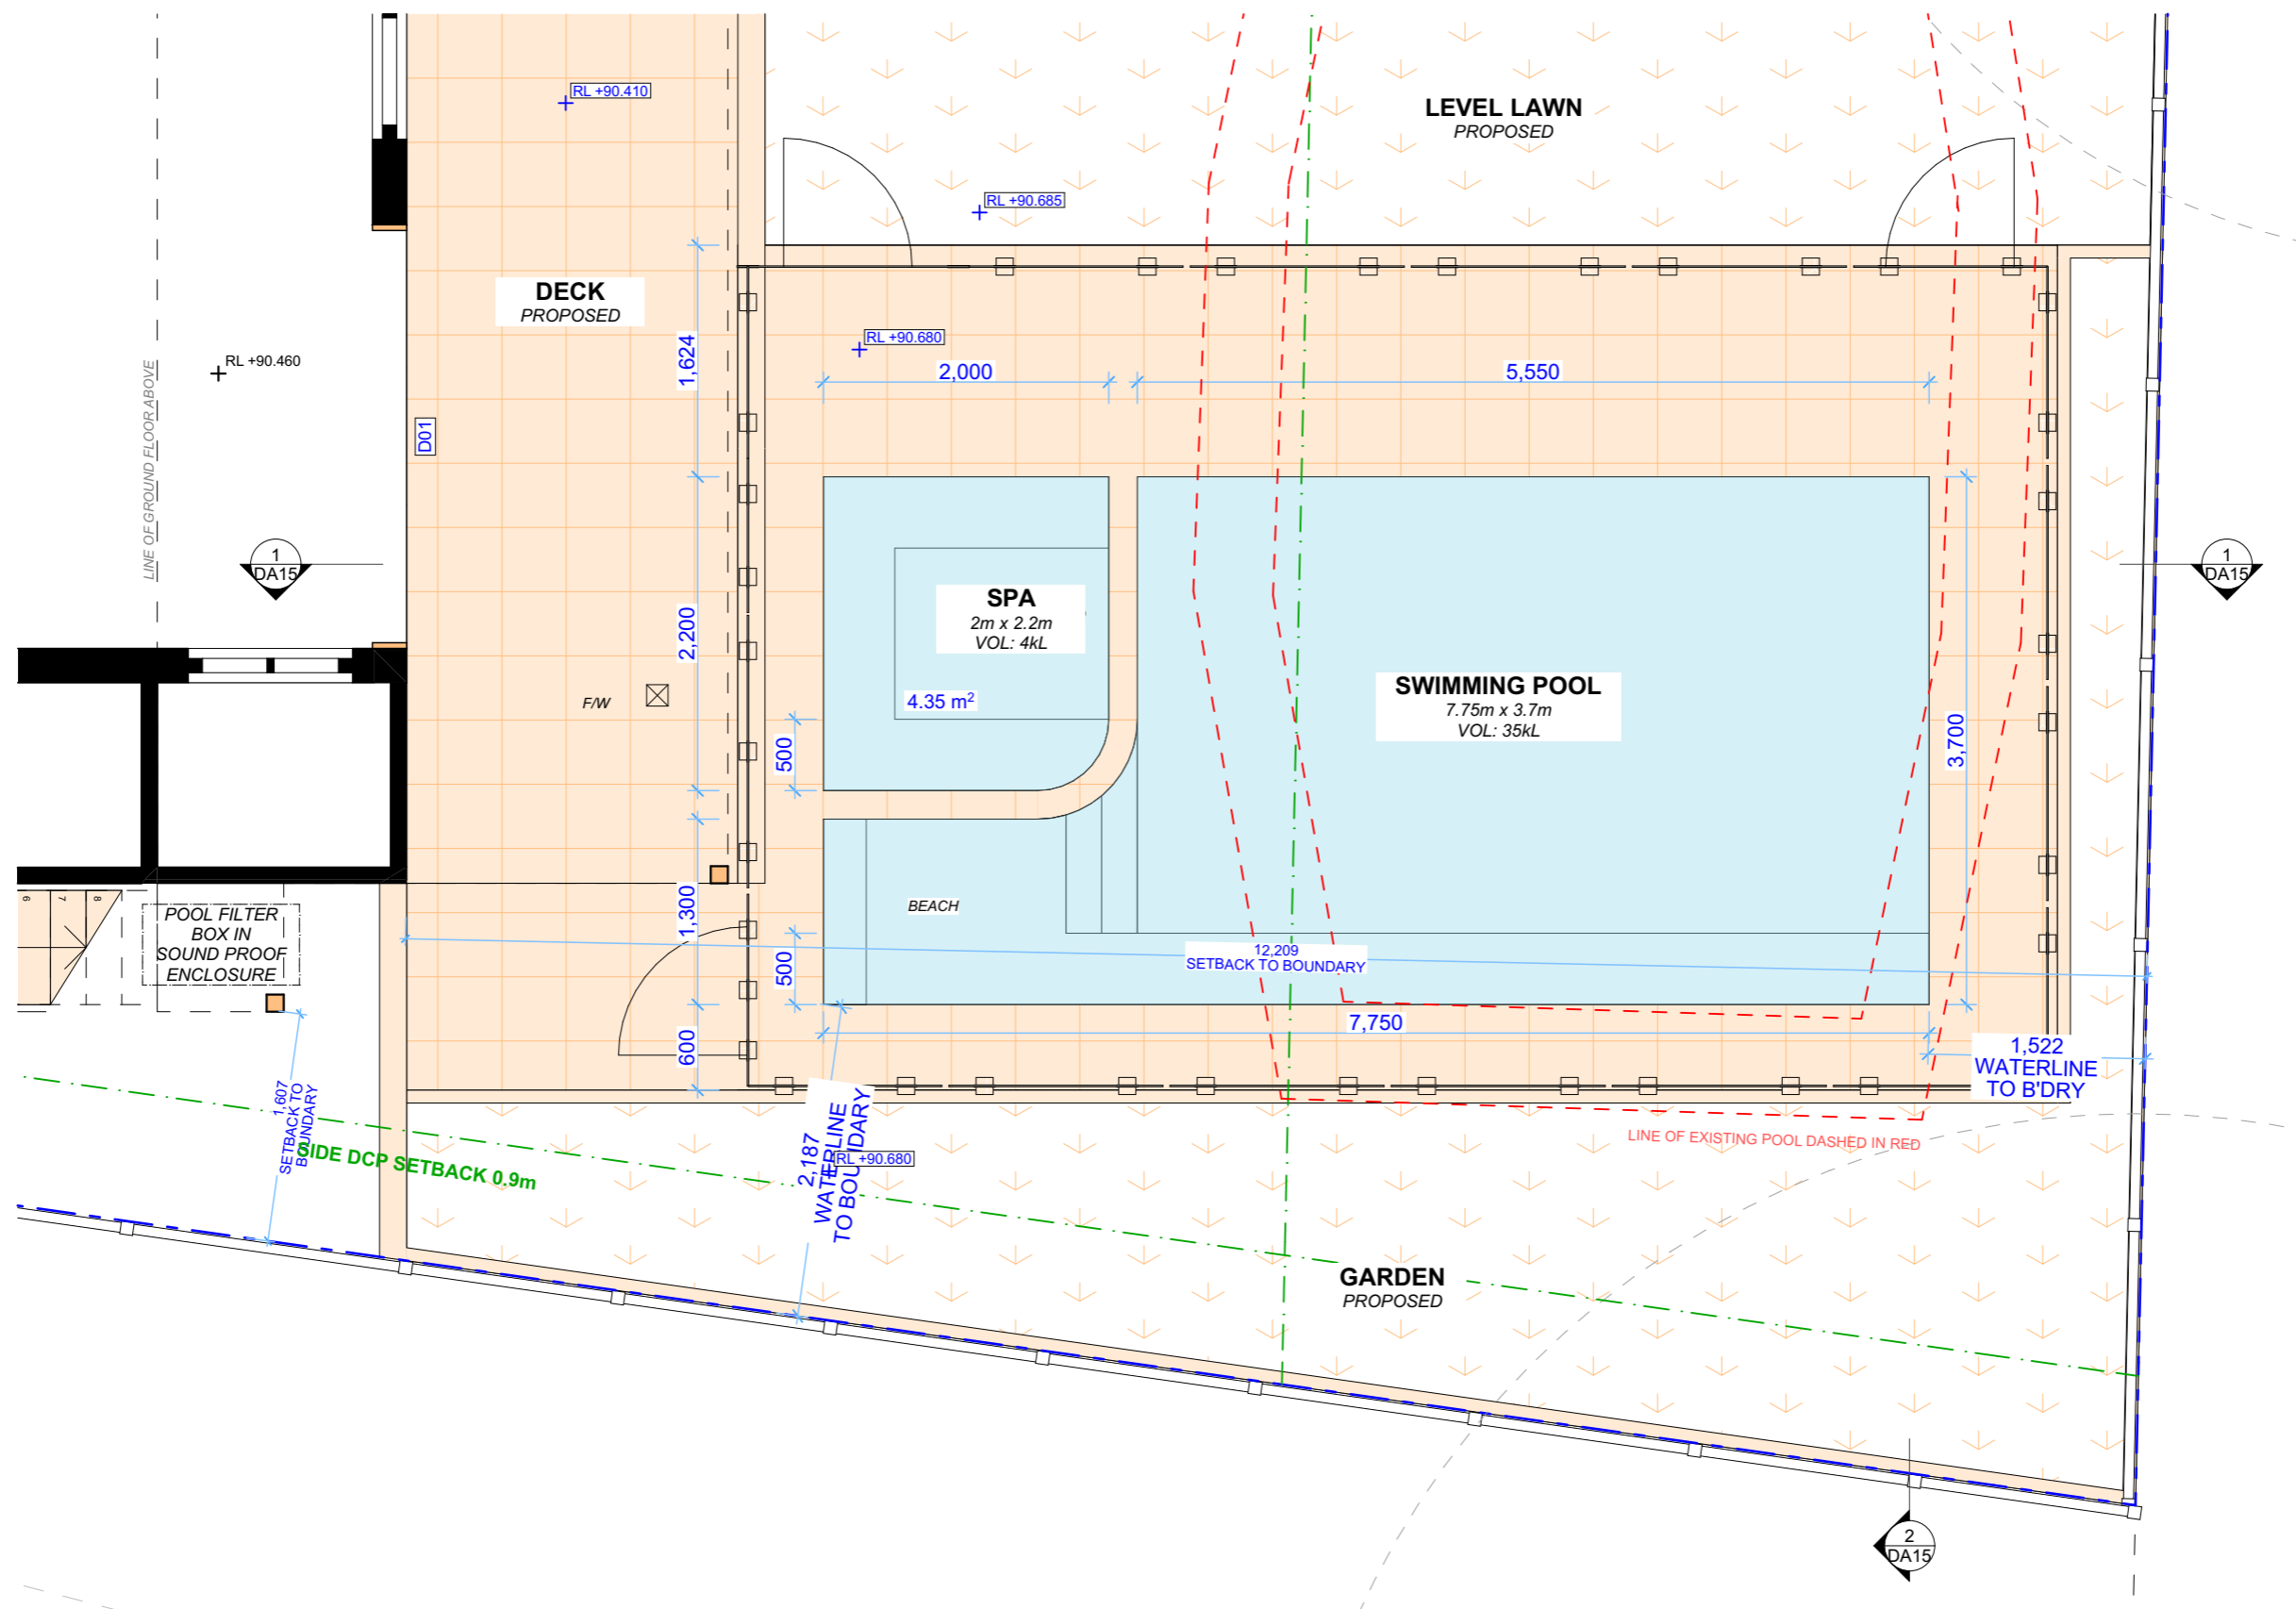 RL +90.410
LEVEL LAWN
PROPOSED
RL +90.685
DECK
PROPOSED
RL +90.680
RL +90.460
LINE OF GROUND FLOOR ABOVE
1,624
2,000
5,550
D01
1
DA15
1
DA15
SPA
2m x 2.2m
VOL: 4kL
2,200
4.35 m²
F/W
SWIMMING POOL
7.75m x 3.7m
VOL: 35kL
500
3,700
6
7
8
POOL FILTER
BOX IN
SOUND PROOF
ENCLOSURE
1,300
BEACH
500
12,209
SETBACK TO BOUNDARY
7,750
600
1,522
WATERLINE
TO B'DRY
1,607
SETBACK TO
BOUNDARY
SIDE DCP SETBACK 0.9m
2,187
WATERLINE
TO BOUNDARY
RL +90.680
LINE OF EXISTING POOL DASHED IN RED
GARDEN
PROPOSED
2
DA15